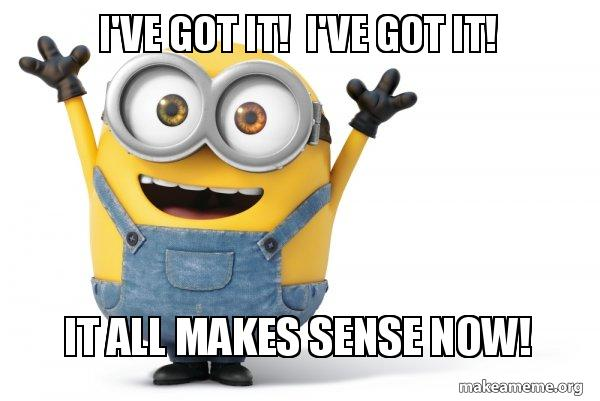 I'VE GOT IT! I'VE GOT IT!
IT ALL MAKES SENSE NOW!
makeameme.org